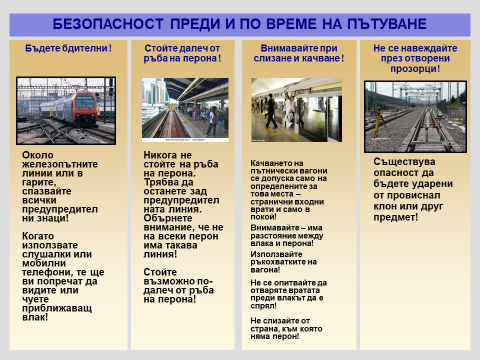 БЕЗОПАСНОСТ ПРЕДИ И ПО ВРЕМЕ НА ПЪТУВАНЕ
Бъдете бдителни!
Около
железопътните
линии или в
гарите,
спазвайте
всички
предупредител
ни знаци!
Когато
използвате
слушалки или
мобилни
телефони, те ще
ви попречат да
видите или
чуете
приближаващ
влак!
Стойте далеч от
ръба на перона!
Никога не
стойте на ръба
на перона.
Трябва да
останете зад
предупредител
ната линия.
Обърнете
внимание, че не
на всеки перон
има такава
линия!
Стойте
възможно по-
далеч от ръба
на перона!
Внимавайте при
слизане и качване!
Качването на
пътнически вагони
се допуска само на
определените за
това места –
странични входни
врати и само в
покой!
Внимавайте – има
разстояние между
влака и перона!
Използвайте
ръкохватките на
вагона!
Не се опитвайте да
отваряте вратата
преди влакът да е
спрял!
Не слизайте от
страна, към която
няма перон!
Не се навеждайте
през отворени
прозорци!
Съществува
опасност да
бъдете ударени
от провиснал
клон или друг
предмет!